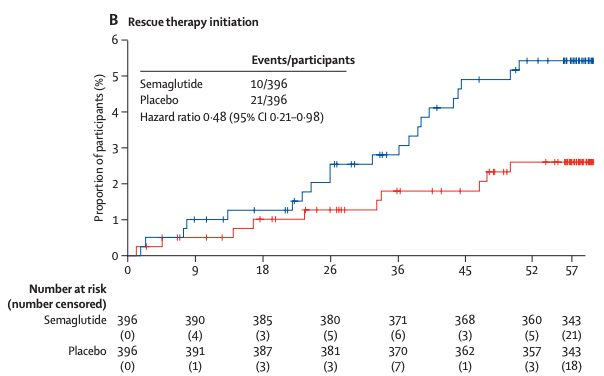 B Rescue therapy initiation
6
5
4
3
2
1
0
Proportion of participants (%)
Events/participants
Semaglutide 10/396
Placebo 21/396
Hazard ratio 0·48 (95% CI 0·21–0·98)
0 9 18 26 36 45 52 57
Number at risk
(number censored)
Semaglutide 396 390 385 380 371 368 360 343
(0) (4) (3) (5) (6) (3) (5) (21)
Placebo 396 391 387 381 370 362 357 343
(0) (1) (3) (3) (7) (1) (3) (18)